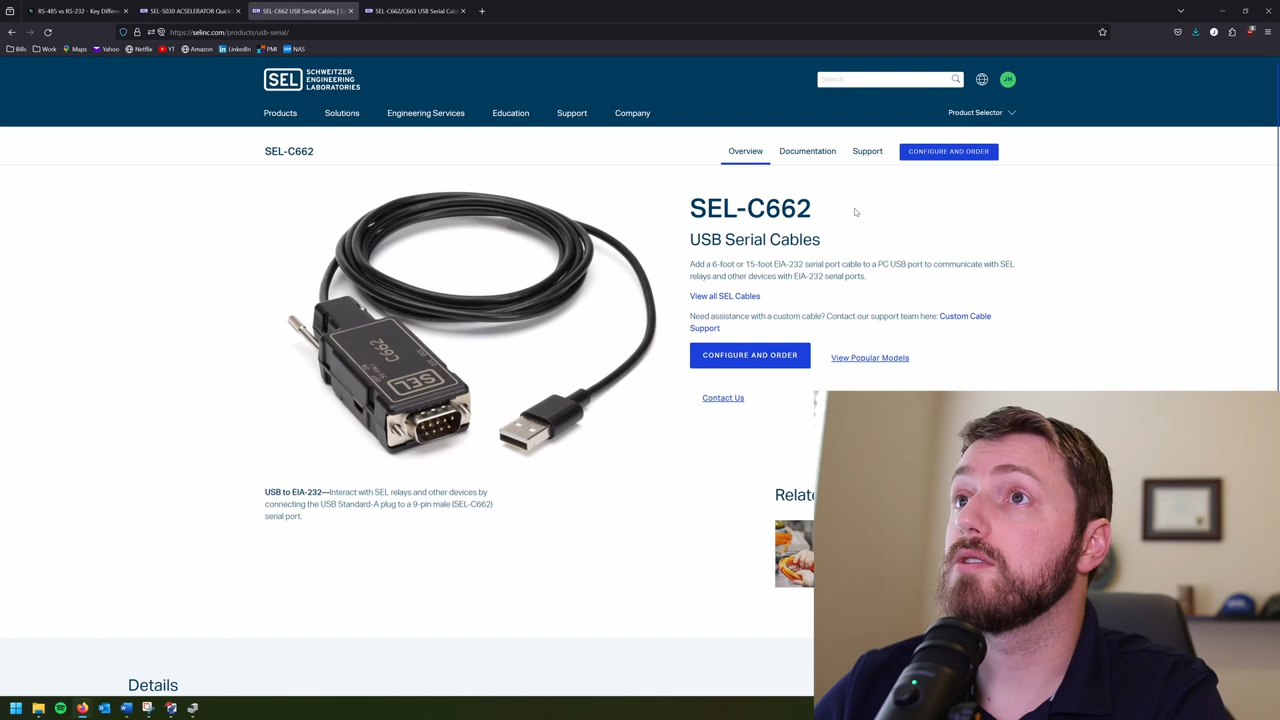 RS-485 vs RS-232 - Key Differe
SEL-5030 ACSELERATOR Quick
SEL-C662 USB Serial Cables | S
SEL-C662/C663 USB Serial Cab
https://selinc.com/products/usb-serial/
Bills
Work
Maps
Yahoo
Netflix
YT
Amazon
LinkedIn
PMI
NAS
SEL SCHWEITZER
ENGINEERING
LABORATORIES
Search
JH
Products
Solutions
Engineering Services
Education
Support
Company
Product Selector
SEL-C662
Overview
Documentation
Support
CONFIGURE AND ORDER
SEL-C662
USB Serial Cables
Add a 6-foot or 15-foot EIA-232 serial port cable to a PC USB port to communicate with SEL
relays and other devices with EIA-232 serial ports.
View all SEL Cables
Need assistance with a custom cable? Contact our support team here: Custom Cable
Support
CONFIGURE AND ORDER
View Popular Models
Contact Us
C662
SEL
USB to EIA-232—Interact with SEL relays and other devices by
connecting the USB Standard-A plug to a 9-pin male (SEL-C662)
serial port.
Relate
Details